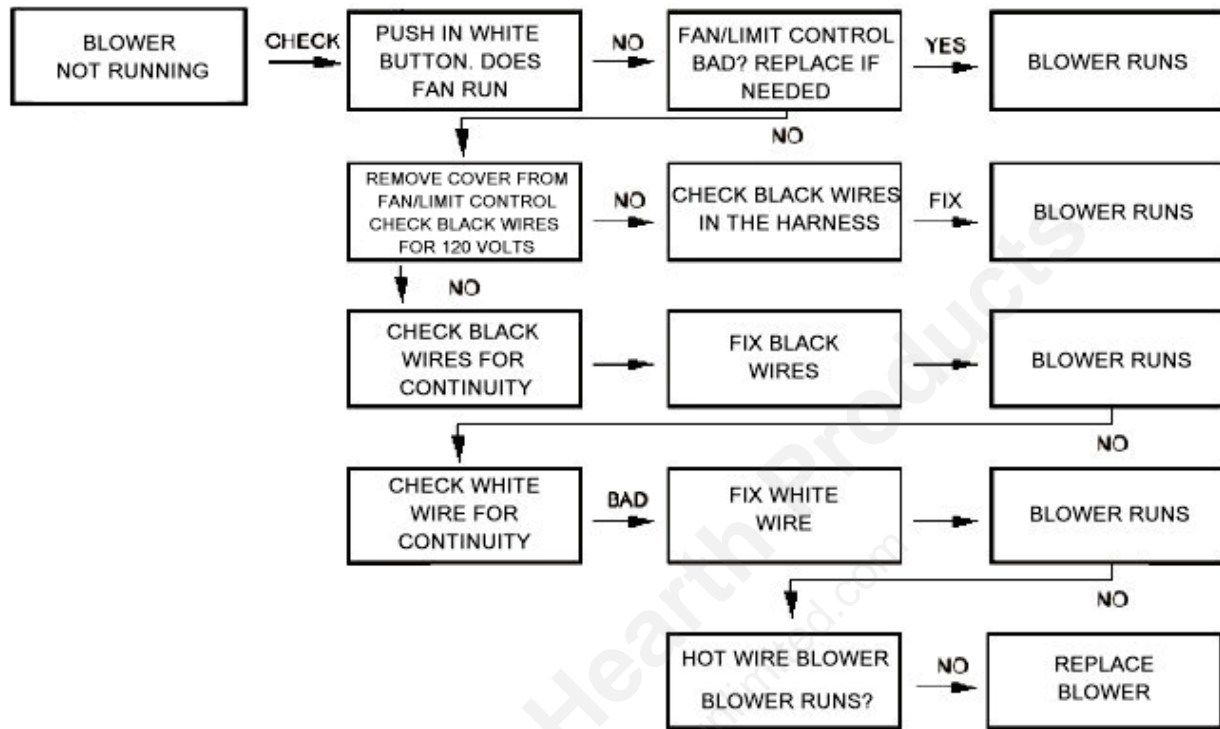 BLOWER
NOT RUNNING
CHECK
PUSH IN WHITE
BUTTON. DOES
FAN RUN
NO
FAN/LIMIT CONTROL
BAD? REPLACE IF
NEEDED
YES
BLOWER RUNS
NO
REMOVE COVER FROM
FAN/LIMIT CONTROL
CHECK BLACK WIRES
FOR 120 VOLTS
NO
CHECK BLACK WIRES
IN THE HARNESS
FIX
BLOWER RUNS
NO
CHECK BLACK
WIRES FOR
CONTINUITY
FIX BLACK
WIRES
BLOWER RUNS
NO
CHECK WHITE
WIRE FOR
CONTINUITY
BAD
FIX WHITE
WIRE
BLOWER RUNS
NO
HOT WIRE BLOWER
BLOWER RUNS?
NO
REPLACE
BLOWER
Hearth Products
nlimited.com